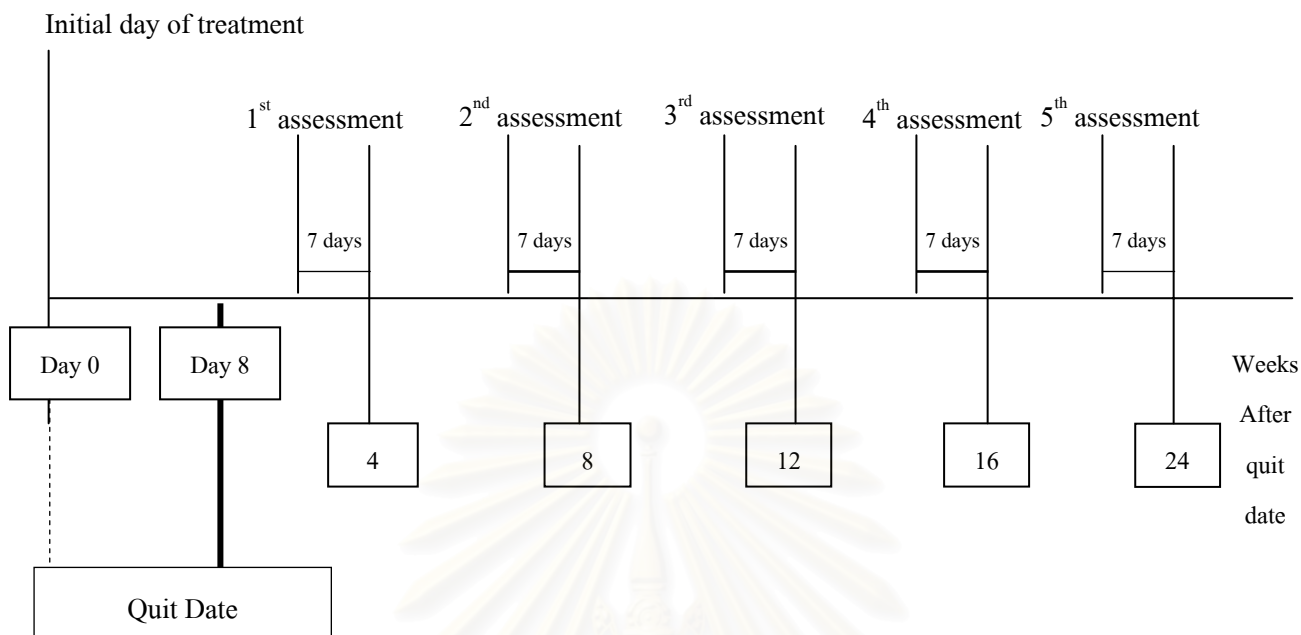 Initial day of treatment
1st assessment 2nd assessment 3rd assessment 4th assessment 5th assessment
7 days 7 days 7 days 7 days 7 days
Day 0 Day 8
4 8 12 16 24
Weeks
After
quit
date
Quit Date